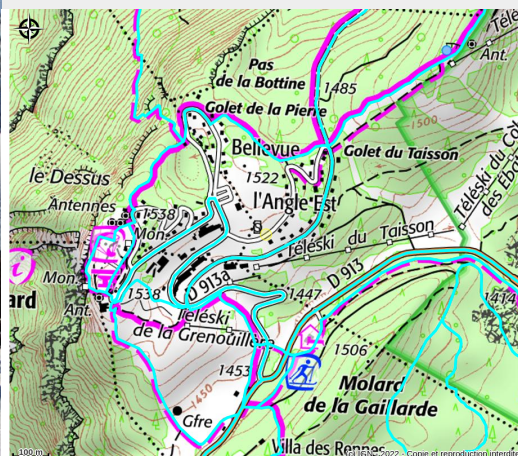 Télé
Ant.
Pas
de la Bottine
1485
Golet de la Pierre
1500
Bellevue
Golet du Taisson
le Dessus
1522
l'Angle Est
Antennes
1538
Mon.
Téléski du Taisson
Téléski du Col
des Ébo
i
Mon.
ard
D 913a
D 913
1538
1447
1414
Ant.
Téléski
de la Grenouillère
1506
1453
Molard
de la Gaillarde
1450
Gfre
Villa des Rennes
100 m
IGN - 2022 - Copie et reproduction interdite